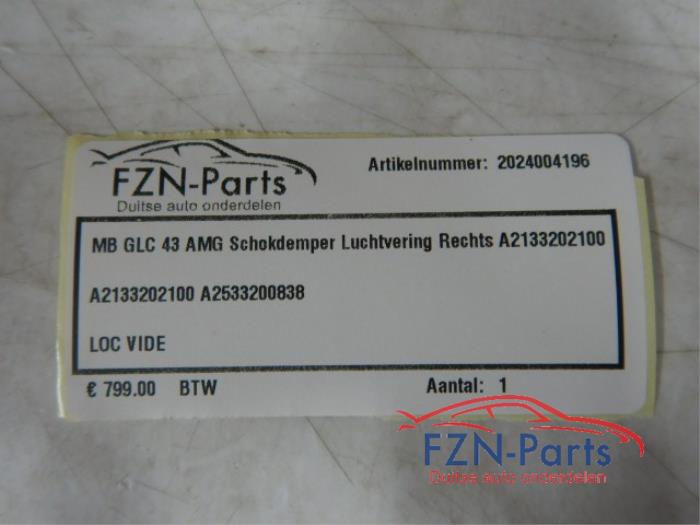 FZN-Parts
Duitse auto onderdelen
Artikelnummer: 2024004196
MB GLC 43 AMG Schokdemper Luchtvering Rechts A2133202100
A2133202100 A2533200838
LOC VIDE
€ 799.00 BTW Aantal: 1
FZN-Parts
Duitse auto onderdelen